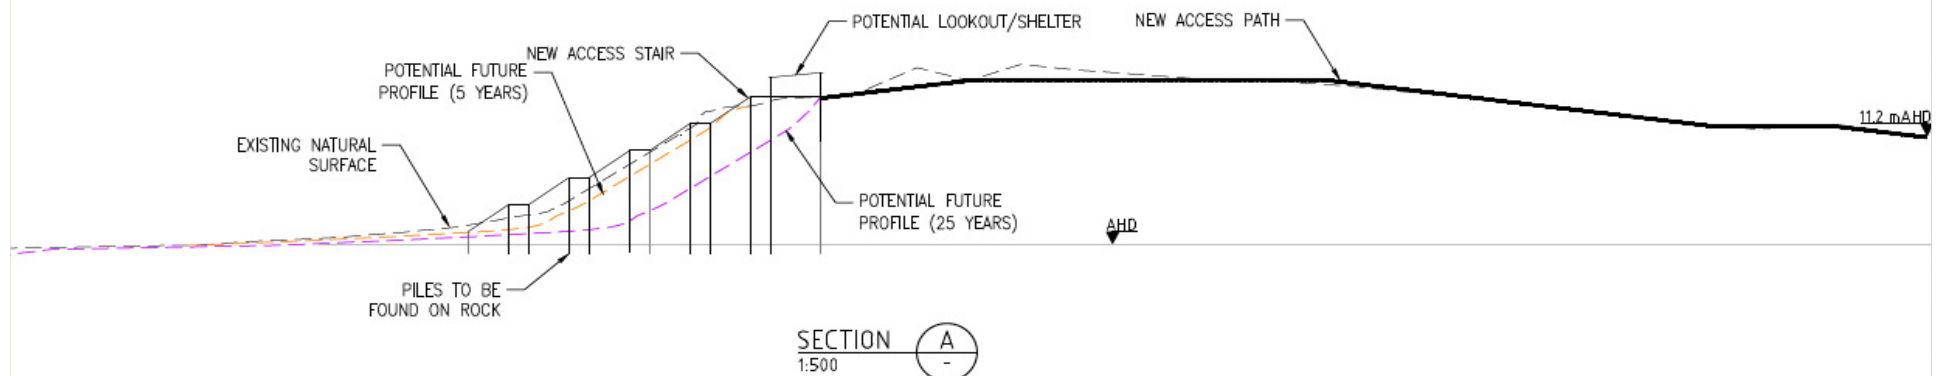 POTENTIAL LOOKOUT/SHELTER
NEW ACCESS PATH
NEW ACCESS STAIR
POTENTIAL FUTURE
PROFILE (5 YEARS)
11.2 mAHD
EXISTING NATURAL
SURFACE
POTENTIAL FUTURE
PROFILE (25 YEARS)
AHD
PILES TO BE
FOUND ON ROCK
SECTION
1:500
A
-